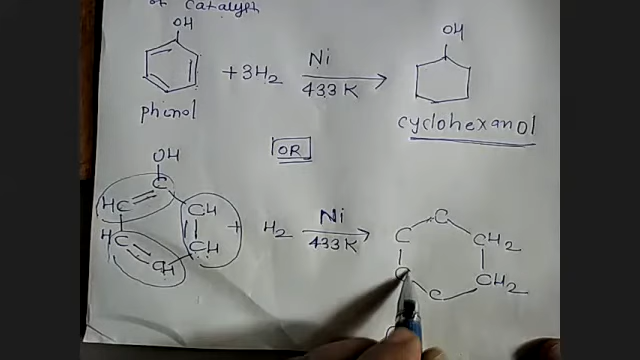 of catalyst
OH
+ 3H2 Ni 433 K
OH
phenol
cyclohexanol
OR
OH
C
HC CH
HC CH
CH
+ H2 Ni 433 K
C
C CH2
C CH2
C